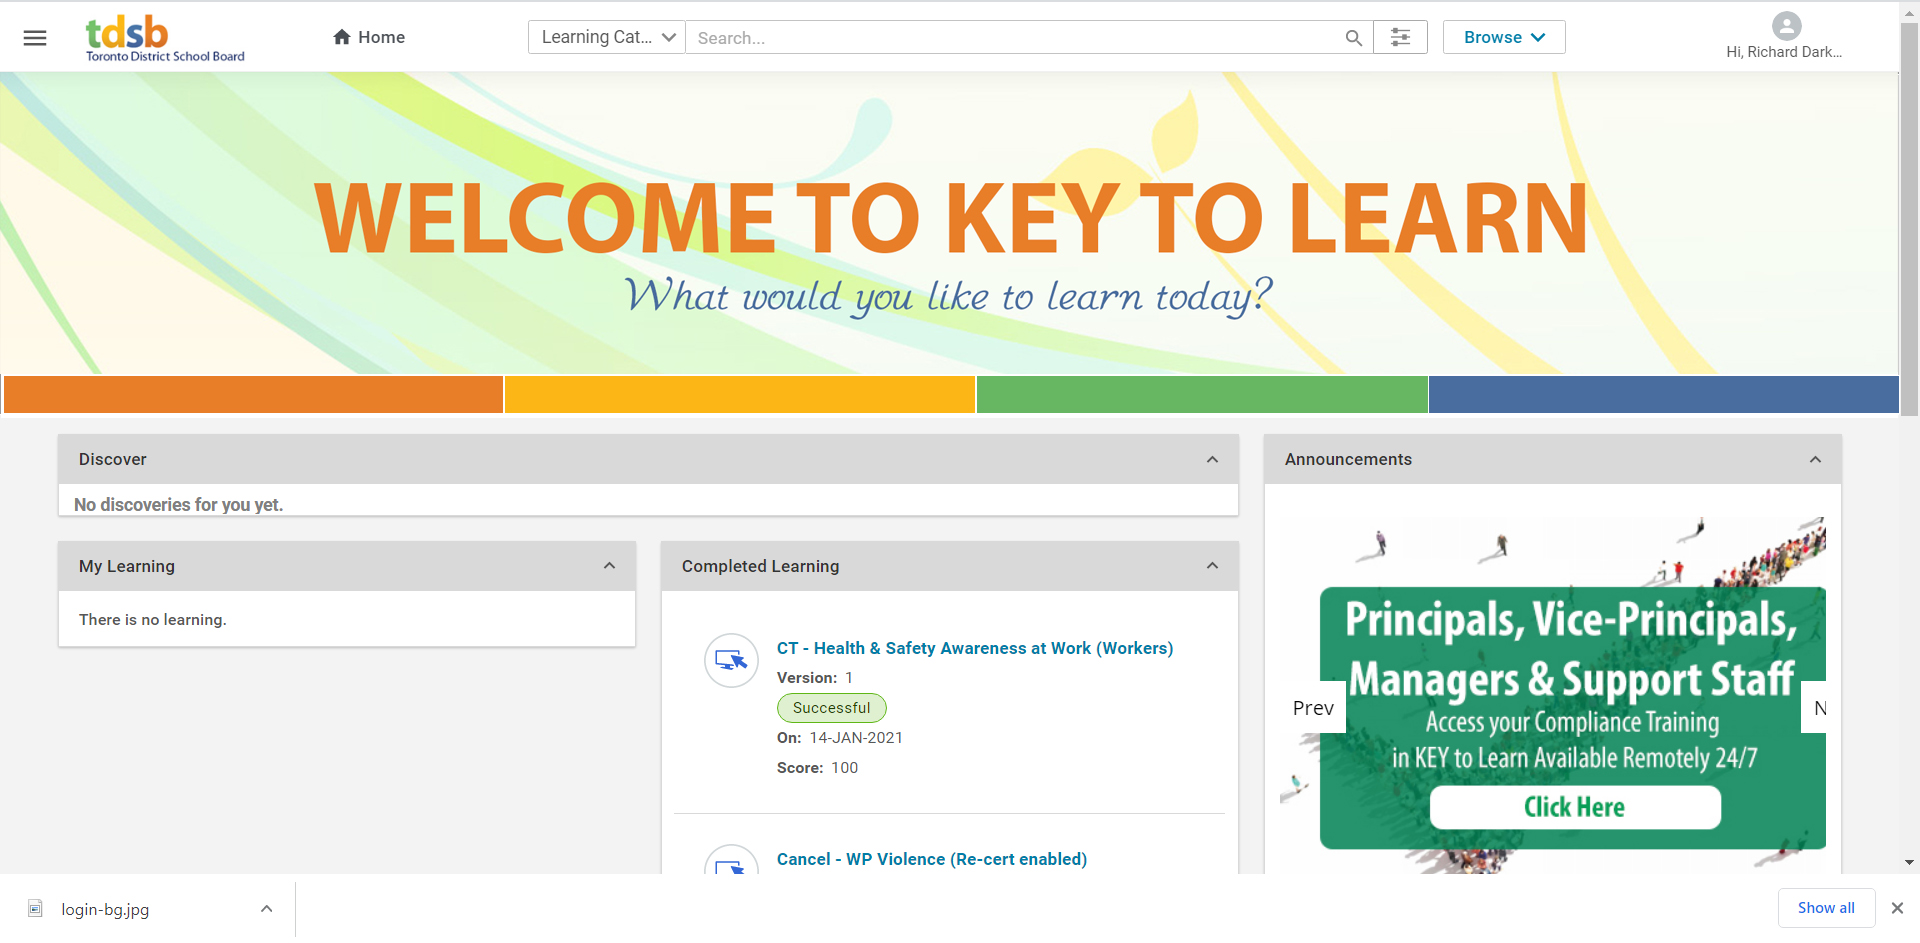 tdsb
Toronto District School Board
Home
Learning Cat...
Search...
Browse
Hi, Richard Dark...
WELCOME TO KEY TO LEARN
What would you like to learn today?
Discover
No discoveries for you yet.
My Learning
There is no learning.
Completed Learning
CT - Health & Safety Awareness at Work (Workers)
Version: 1
Successful
On: 14-JAN-2021
Score: 100
Cancel - WP Violence (Re-cert enabled)
Announcements
Principals, Vice-Principals,
Managers & Support Staff
Access your Compliance Training
in KEY to Learn Available Remotely 24/7
Click Here
Prev
N
login-bg.jpg
Show all